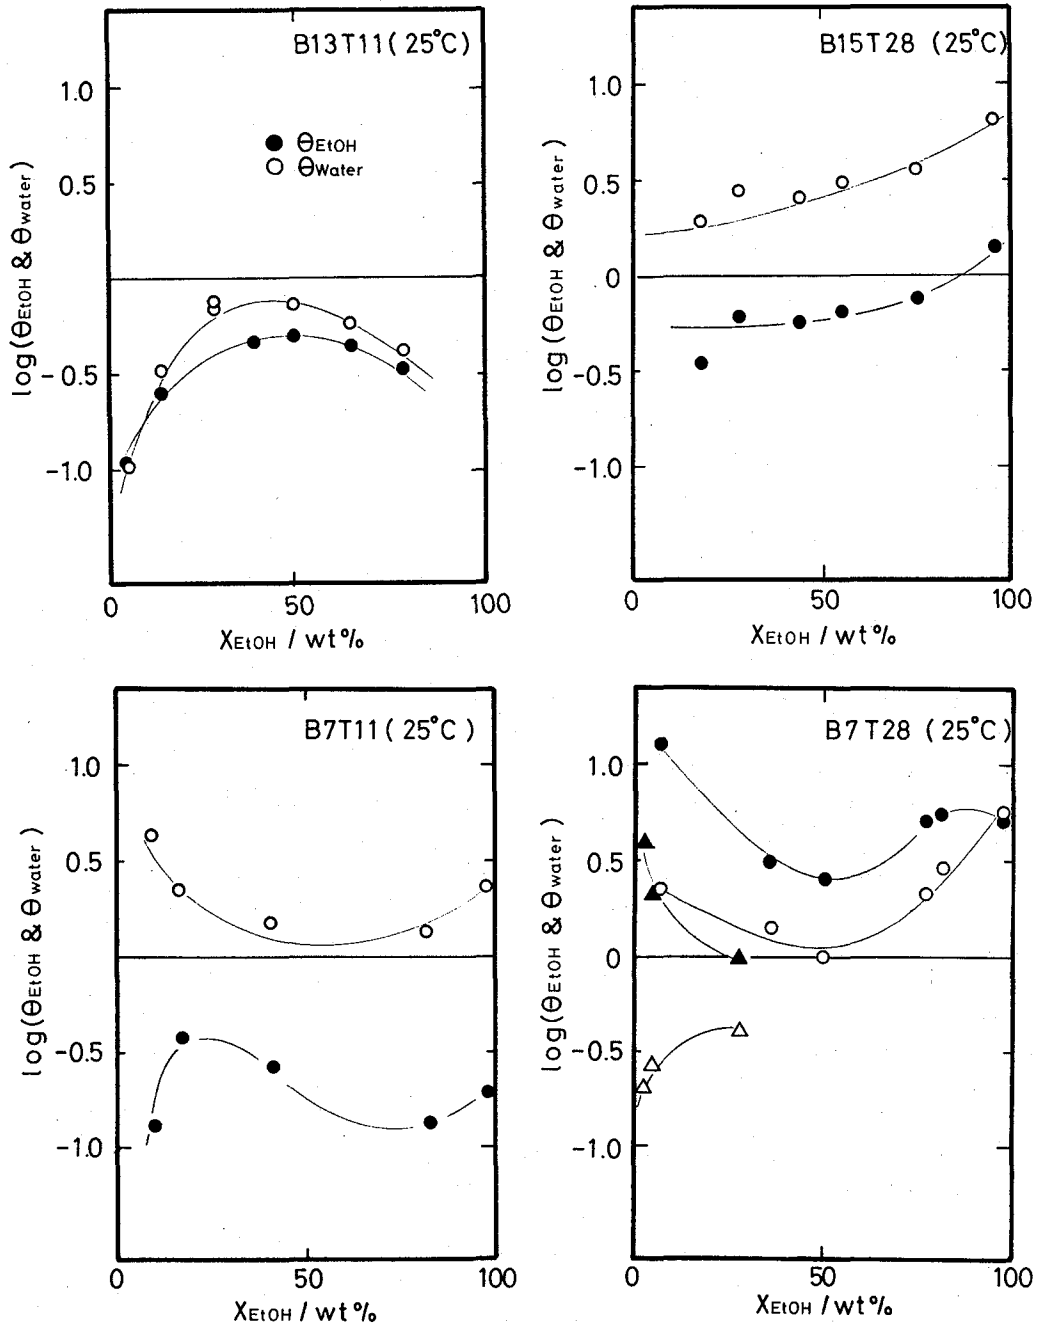 B13T11 (25°C)
1.0
0.5
0
-0.5
-1.0
● ΘEtOH
○ ΘWater
log(ΘEtOH & Θwater)
0 50 100
XEtOH / wt%
B15T28 (25°C)
1.0
0.5
0
-0.5
-1.0
log(ΘEtOH & Θwater)
0 50 100
XEtOH / wt%
B7T11 (25°C)
1.0
0.5
0
-0.5
-1.0
log(ΘEtOH & Θwater)
0 50 100
XEtOH / wt%
B7T28 (25°C)
1.0
0.5
0
-0.5
-1.0
log(ΘEtOH & Θwater)
0 50 100
XEtOH / wt%